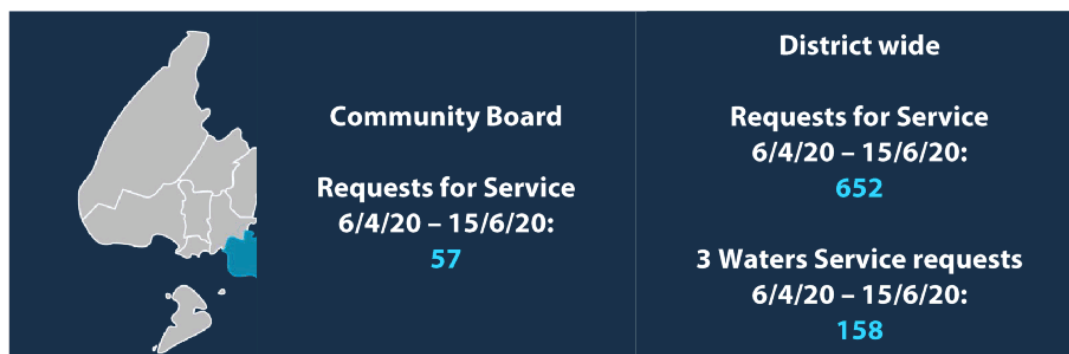 Community Board
Requests for Service
6/4/20 – 15/6/20:
57
District wide
Requests for Service
6/4/20 – 15/6/20:
652
3 Waters Service requests
6/4/20 – 15/6/20:
158